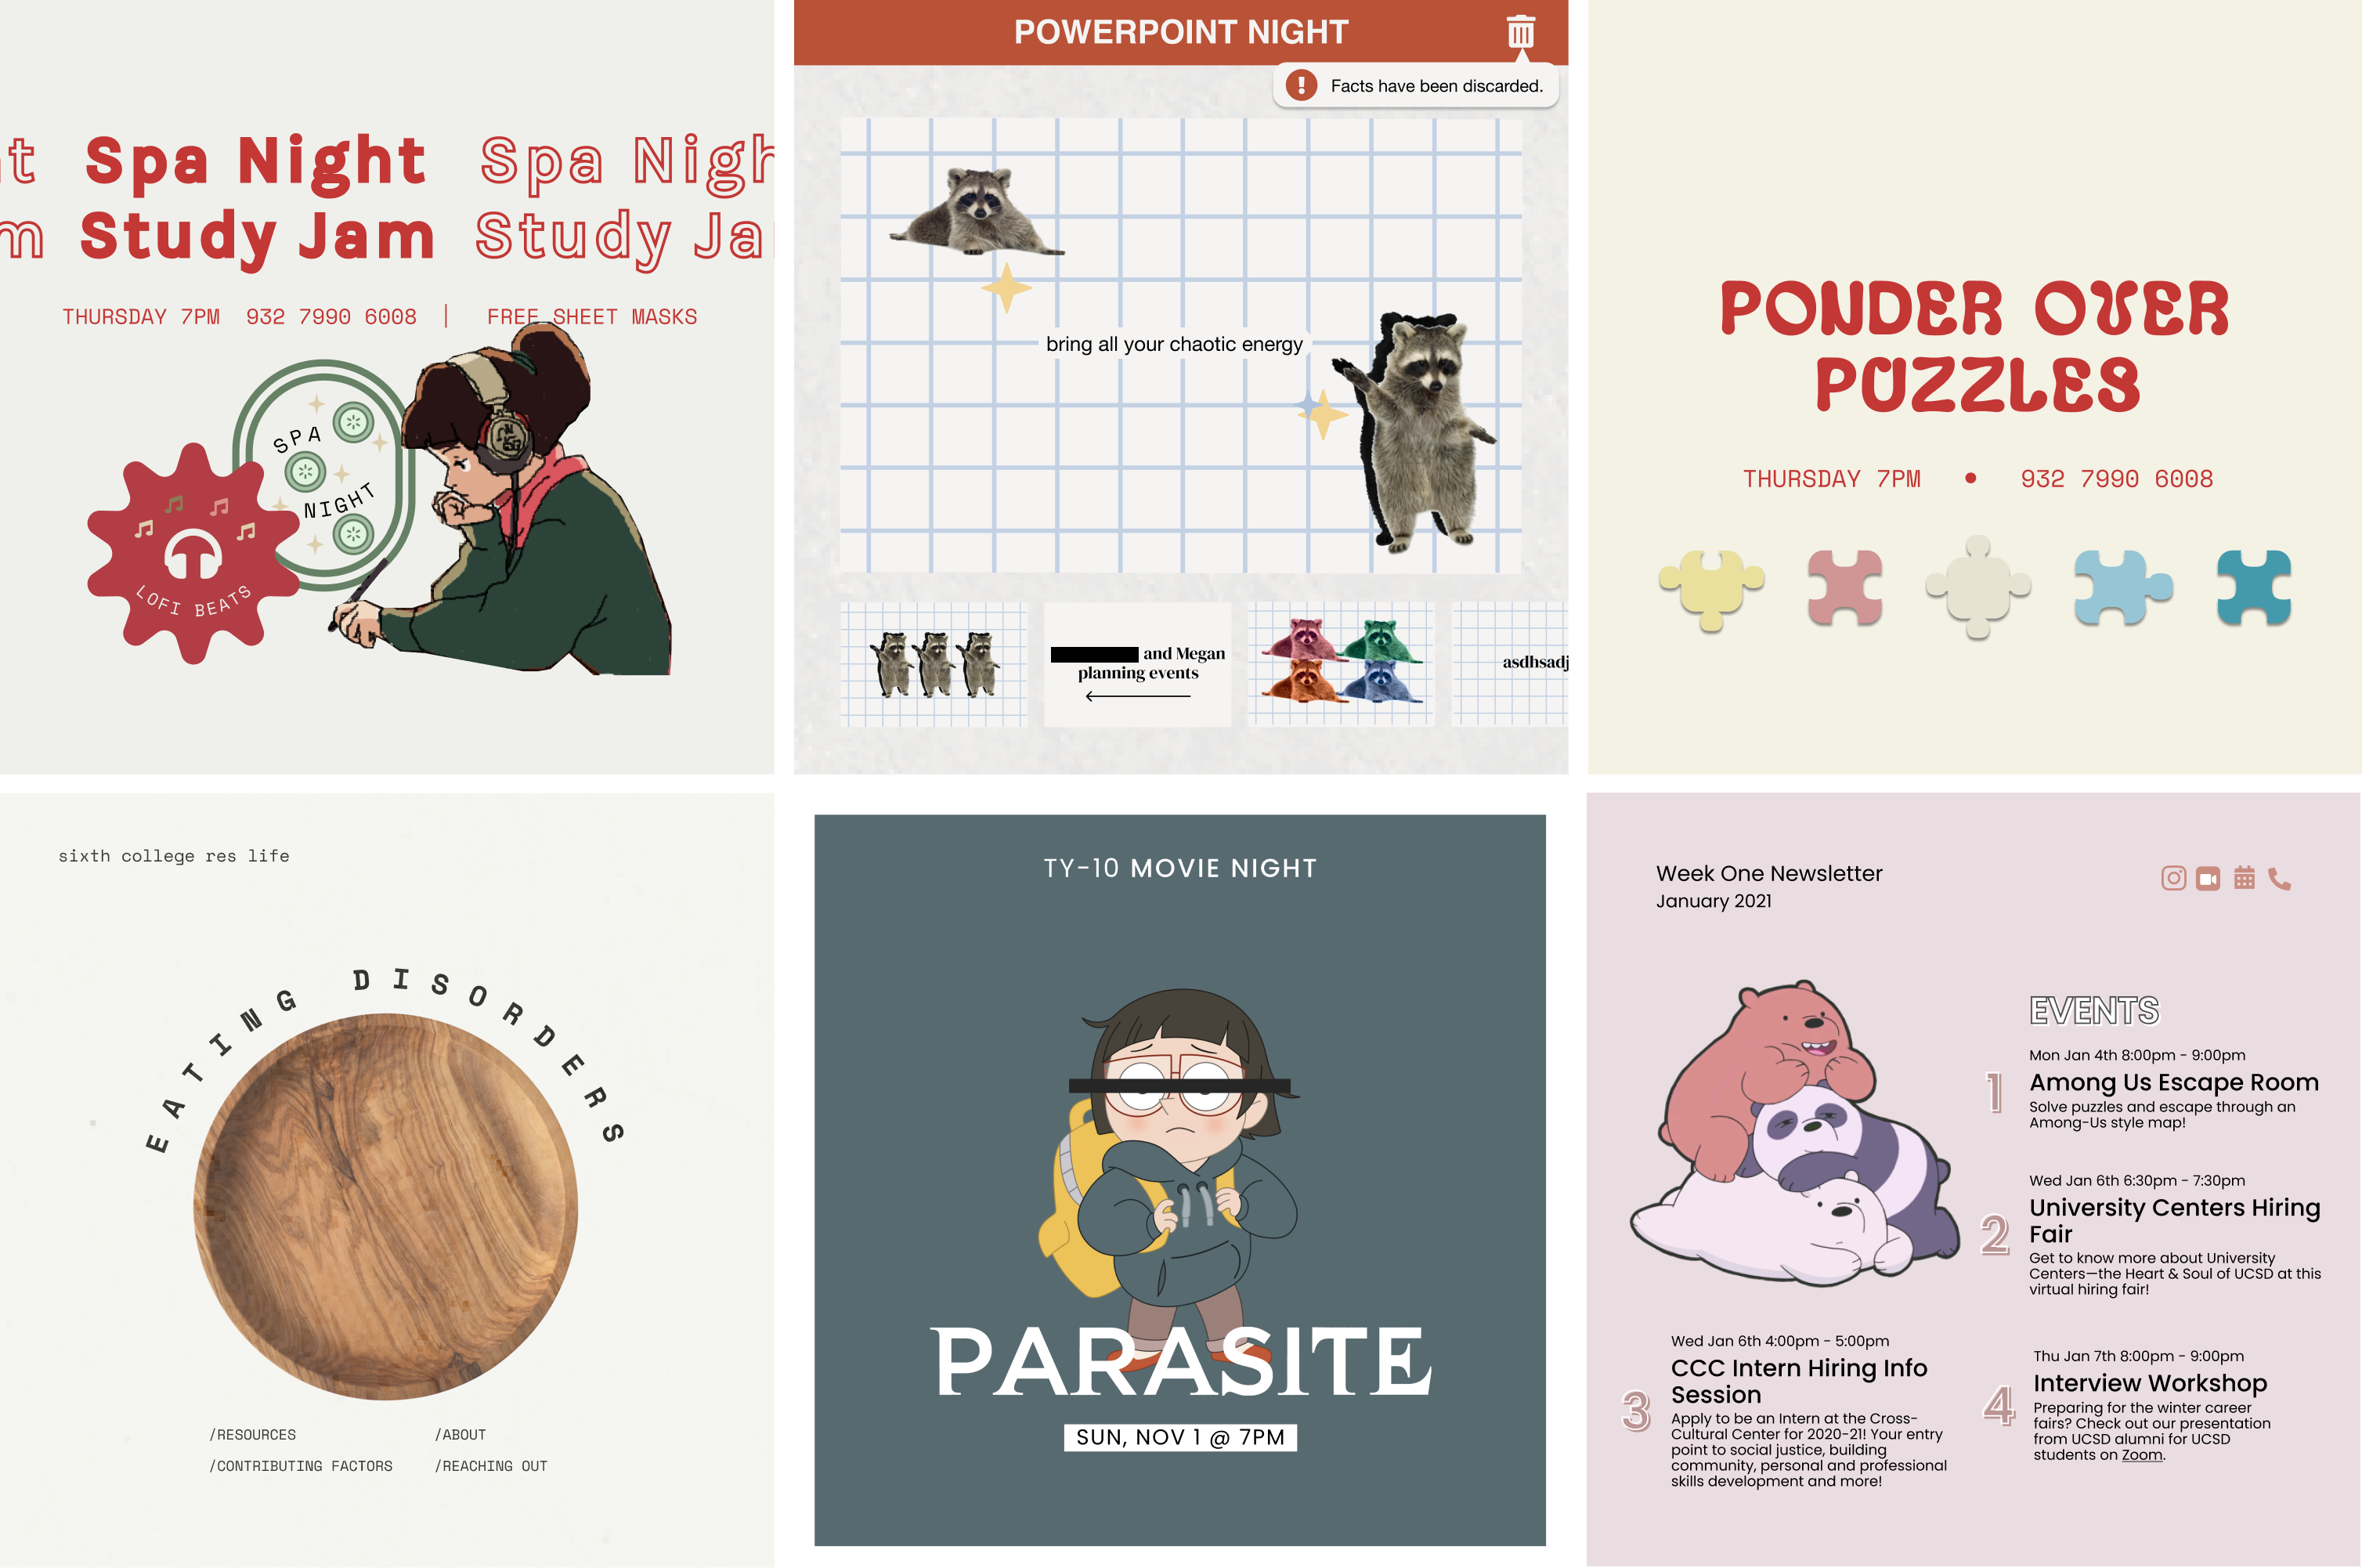 Spa Night Spa Nigh
Study Jam Study Ja
THURSDAY 7PM 932 7990 6008 | FREE SHEET MASKS
SPA
NIGHT
LOFI BEATS
POWERPOINT NIGHT
Facts have been discarded.
bring all your chaotic energy
and Megan
planning events
asdhsadj
PONDER OVER
PUZZLES
THURSDAY 7PM • 932 7990 6008
sixth college res life
EATING DISORDERS
/RESOURCES /ABOUT
/CONTRIBUTING FACTORS /REACHING OUT
TY-10 MOVIE NIGHT
PARASITE
SUN, NOV 1 @ 7PM
Week One Newsletter
January 2021
EVENTS
1
Mon Jan 4th 8:00pm - 9:00pm
Among Us Escape Room
Solve puzzles and escape through an
Among-Us style map!
2
Wed Jan 6th 6:30pm - 7:30pm
University Centers Hiring
Fair
Get to know more about University
Centers—the Heart & Soul of UCSD at this
virtual hiring fair!
3
Wed Jan 6th 4:00pm - 5:00pm
CCC Intern Hiring Info
Session
Apply to be an Intern at the Cross-
Cultural Center for 2020-21! Your entry
point to social justice, building
community, personal and professional
skills development and more!
4
Thu Jan 7th 8:00pm - 9:00pm
Interview Workshop
Preparing for the winter career
fairs? Check out our presentation
from UCSD alumni for UCSD
students on Zoom.